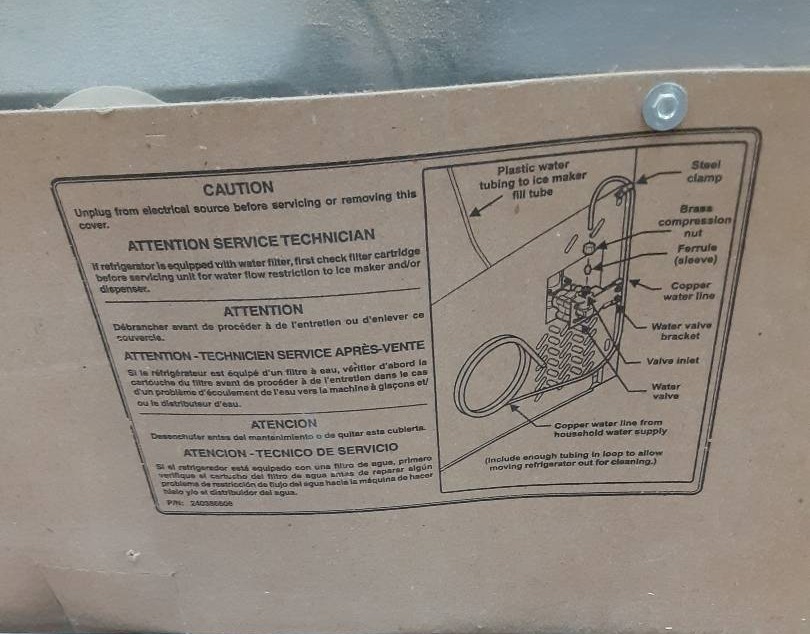 CAUTION
Unplug from electrical source before servicing or removing this
cover.
ATTENTION SERVICE TECHNICIAN
If refrigerator is equipped with water filter, first check filter cartridge
before servicing unit for water flow restriction to ice maker and/or
dispenser.
ATTENTION
Débrancher avant de procéder à de l'entretien ou d'enlever ce
couvercle.
ATTENTION - TECHNICIEN SERVICE APRÈS-VENTE
Si le réfrigérateur est équipé d'un filtre à eau, vérifier d'abord la
cartouche du filtre avant de procéder à de l'entretien dans le cas
d'un problème d'écoulement de l'eau vers la machine à glaçons et/
ou le distributeur d'eau.
ATENCION
Desenchufar antes del mantenimiento o de quitar esta cubierta.
ATENCION - TECNICO DE SERVICIO
Si el refrigerador está equipado con una filtro de agua, primero
verifique el cartucho del filtro de agua antes de reparar algún
problema de restricción de flujo del agua hacia la máquina de hacer
hielo y/o el distribuidor del agua.
P/N:
Plastic water
tubing to ice maker
fill tube
Steel
clamp
Brass
compression
nut
Ferrule
(sleeve)
Copper
water line
Water valve
bracket
Valve inlet
Water
valve
Copper water line from
household water supply
(Include enough tubing in loop to allow
moving refrigerator out for cleaning.)